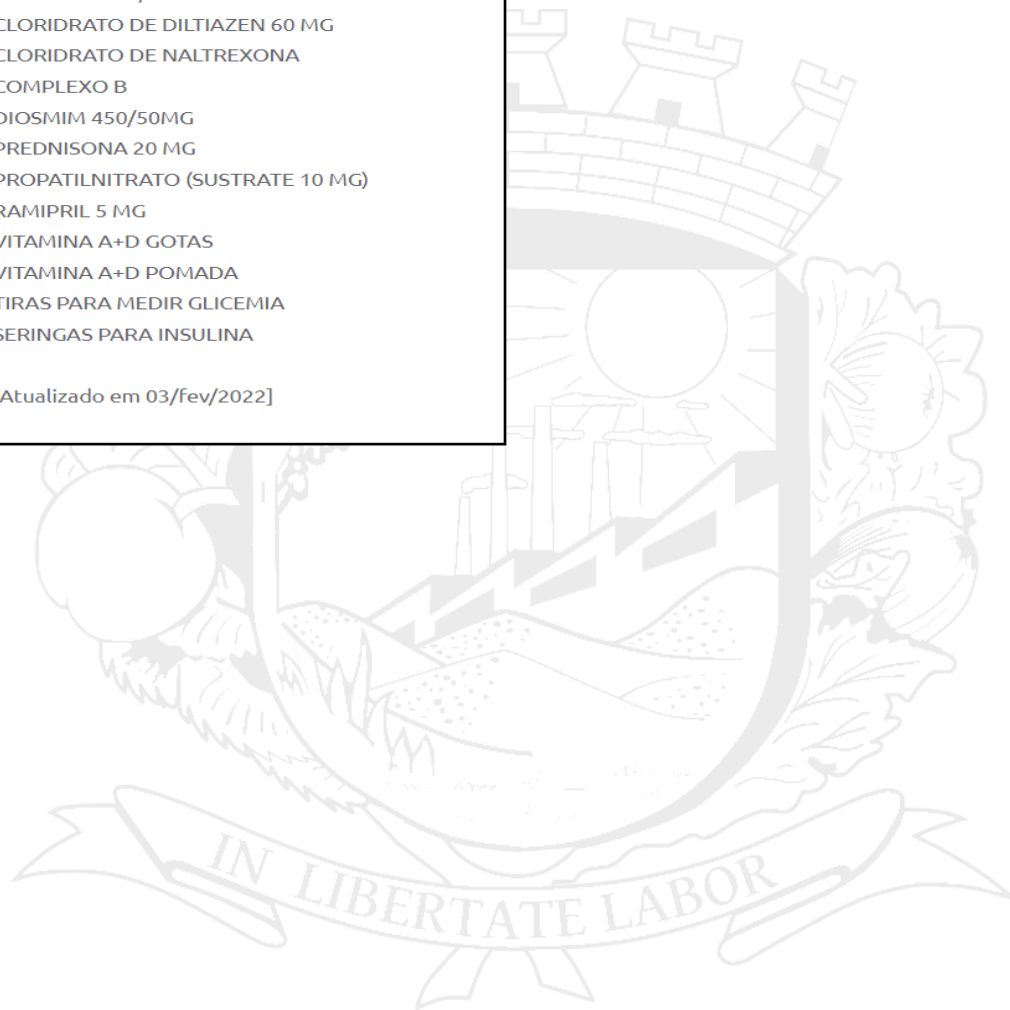 CLORIDRATO DE DILTIAZEN 60 MG
CLORIDRATO DE NALTREXONA
COMPLEXO B
DIOSMIM 450/50MG
PREDNISONA 20 MG
PROPATILNITRATO (SUSTRATE 10 MG)
RAMIPRIL 5 MG
VITAMINA A+D GOTAS
VITAMINA A+D POMADA
TIRAS PARA MEDIR GLICEMIA
SERINGAS PARA INSULINA
[Atualizado em 03/fev/2022]
IN LIBERTATE LABOR